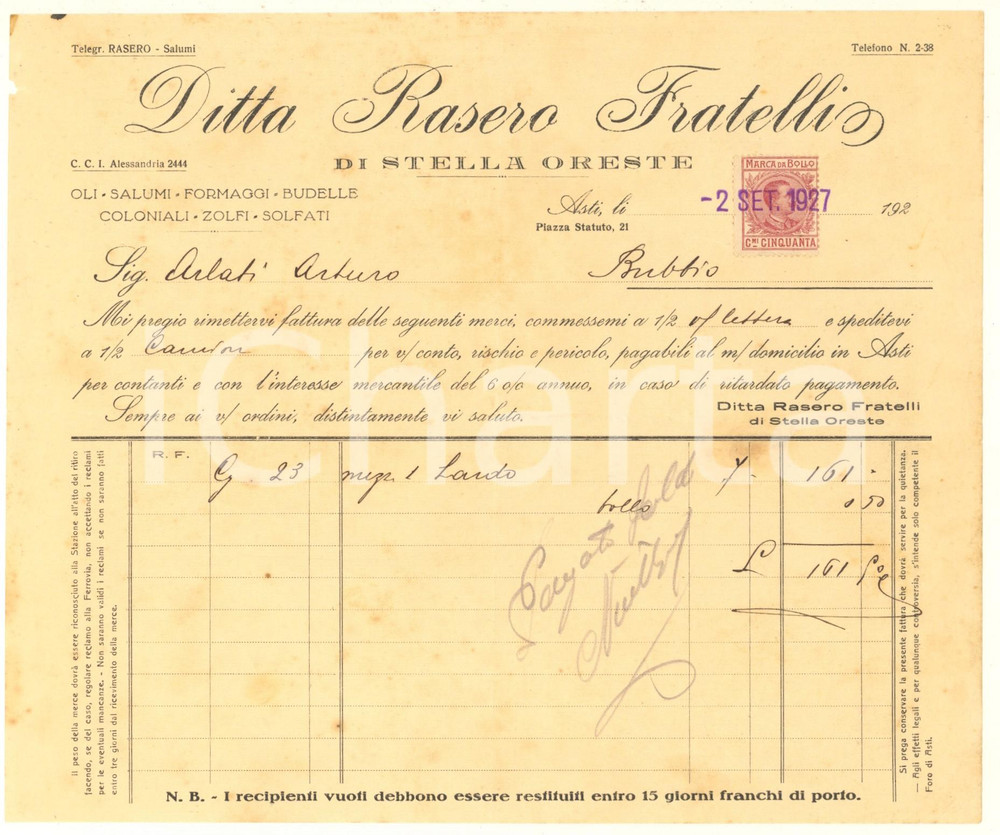 Telegr. RASERO - Salumi
Telefono N. 2-38
Ditta Rasero Fratelli
C. C. I. Alessandria 2444
DI STELLA ORESTE
OLI - SALUMI - FORMAGGI - BUDELLE
COLONIALI - ZOLFI - SOLFATI
MARCA DA BOLLO
Asti, li -2 SET. 1927 192
Piazza Statuto, 21
CMI CINQUANTA
Sig. Arlati Arturo Bubbio
Mi pregio rimettervi fattura delle seguenti merci, commessemi a 1/2 v/ lettera e speditevi
a 1/2 per v/ conto, rischio e pericolo, pagabili al m/ domicilio in Asti
per contanti e con l'interesse mercantile del 6 o/o annuo, in caso di ritardato pagamento.
Sempre ai v/ ordini, distintamente vi saluto.
Ditta Rasero Fratelli
di Stella Oreste
iCharta
R. F.
Cg 23 Lardo 7 - 161 -
bollo 0 50
£ 161 50
Pagato
Il peso della merce dovrà essere riconosciuto alla Stazione all'atto del ritiro
facendo, se del caso, regolare reclamo alla Ferrovia, non accettando i reclami
per le eventuali mancanze. - Non saranno validi i reclami se non saranno fatti
entro tre giorni dal ricevimento della merce.
Si prega conservare la presente fattura che dovrà servire per la quietanza.
— Agli effetti legali e per qualunque controversia, s'intende solo competente il
Foro di Asti.
N. B. - I recipienti vuoti debbono essere restituiti entro 15 giorni franchi di porto.